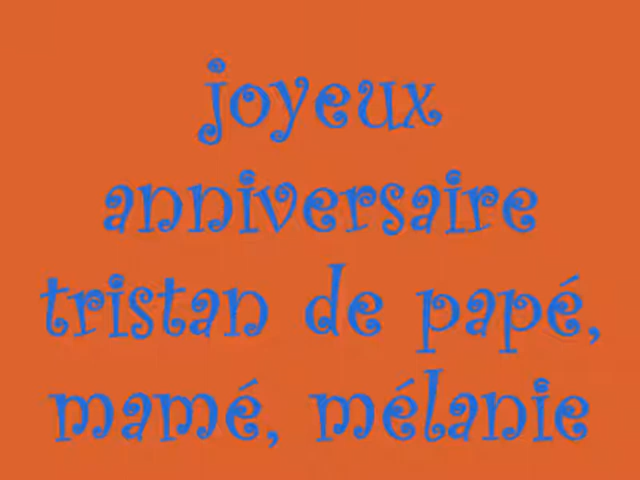 joyeux
anniversaire
tristan de papé,
mamé, mélanie